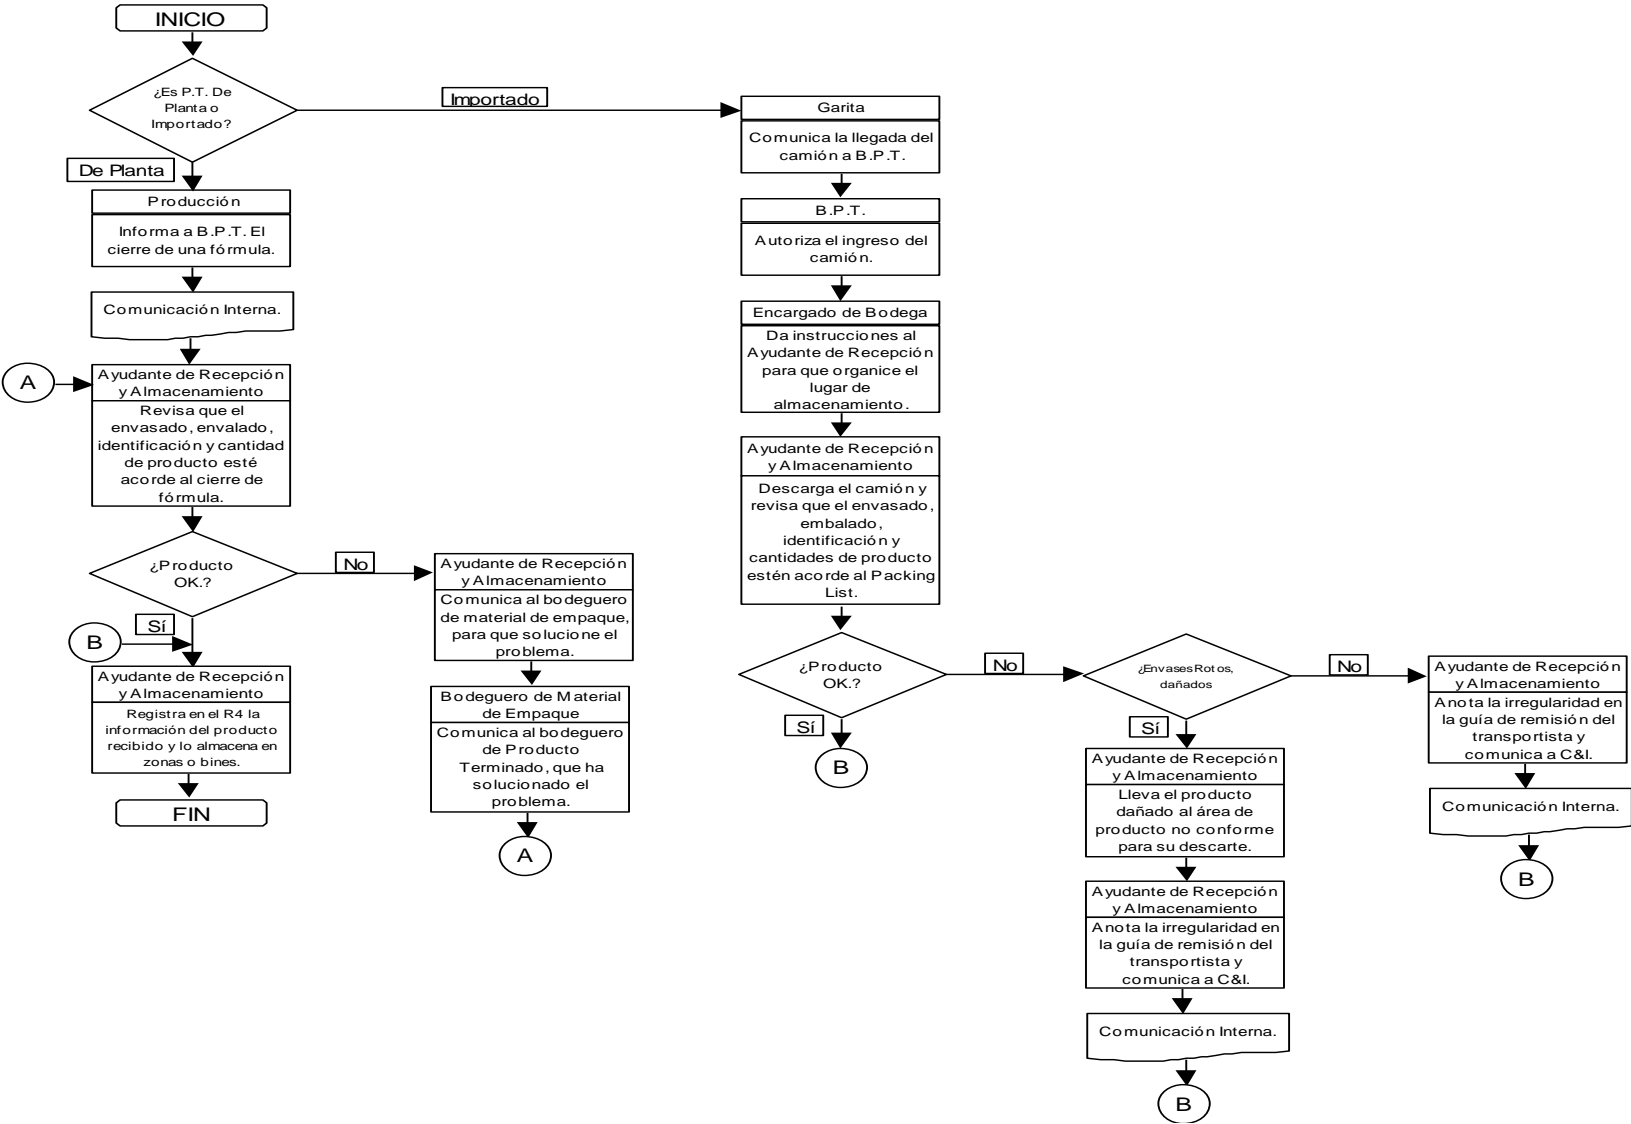 INICIO
¿Es P.T. De
Planta o
Importado?
Importado
De Planta
Producción
Informa a B.P.T. El
cierre de una fórmula.
Comunicación Interna.
A
Ayudante de Recepción
y Almacenamiento
Revisa que el
envasado, envalado,
identificación y cantidad
de producto esté
acorde al cierre de
fórmula.
¿Producto
OK.?
No
Sí
B
Ayudante de Recepción
y Almacenamiento
Registra en el R4 la
información del producto
recibido y lo almacena en
zonas o bines.
FIN
Ayudante de Recepción
y Almacenamiento
Comunica al bodeguero
de material de empaque,
para que solucione el
problema.
Bodeguero de Material
de Empaque
Comunica al bodeguero
de Producto
Terminado, que ha
solucionado el
problema.
A
Garita
Comunica la llegada del
camión a B.P.T.
B.P.T.
Autoriza el ingreso del
camión.
Encargado de Bodega
Da instrucciones al
Ayudante de Recepción
para que organice el
lugar de
almacenamiento.
Ayudante de Recepción
y Almacenamiento
Descarga el camión y
revisa que el envasado,
embalado,
identificación y
cantidades de producto
estén acorde al Packing
List.
¿Producto
OK.?
No
Sí
B
¿Envases Rotos,
dañados
No
Sí
Ayudante de Recepción
y Almacenamiento
Lleva el producto
dañado al área de
producto no conforme
para su descarte.
Ayudante de Recepción
y Almacenamiento
Anota la irregularidad en
la guía de remisión del
transportista y
comunica a C&I.
Comunicación Interna.
B
Ayudante de Recepción
y Almacenamiento
Anota la irregularidad en
la guía de remisión del
transportista y
comunica a C&I.
Comunicación Interna.
B